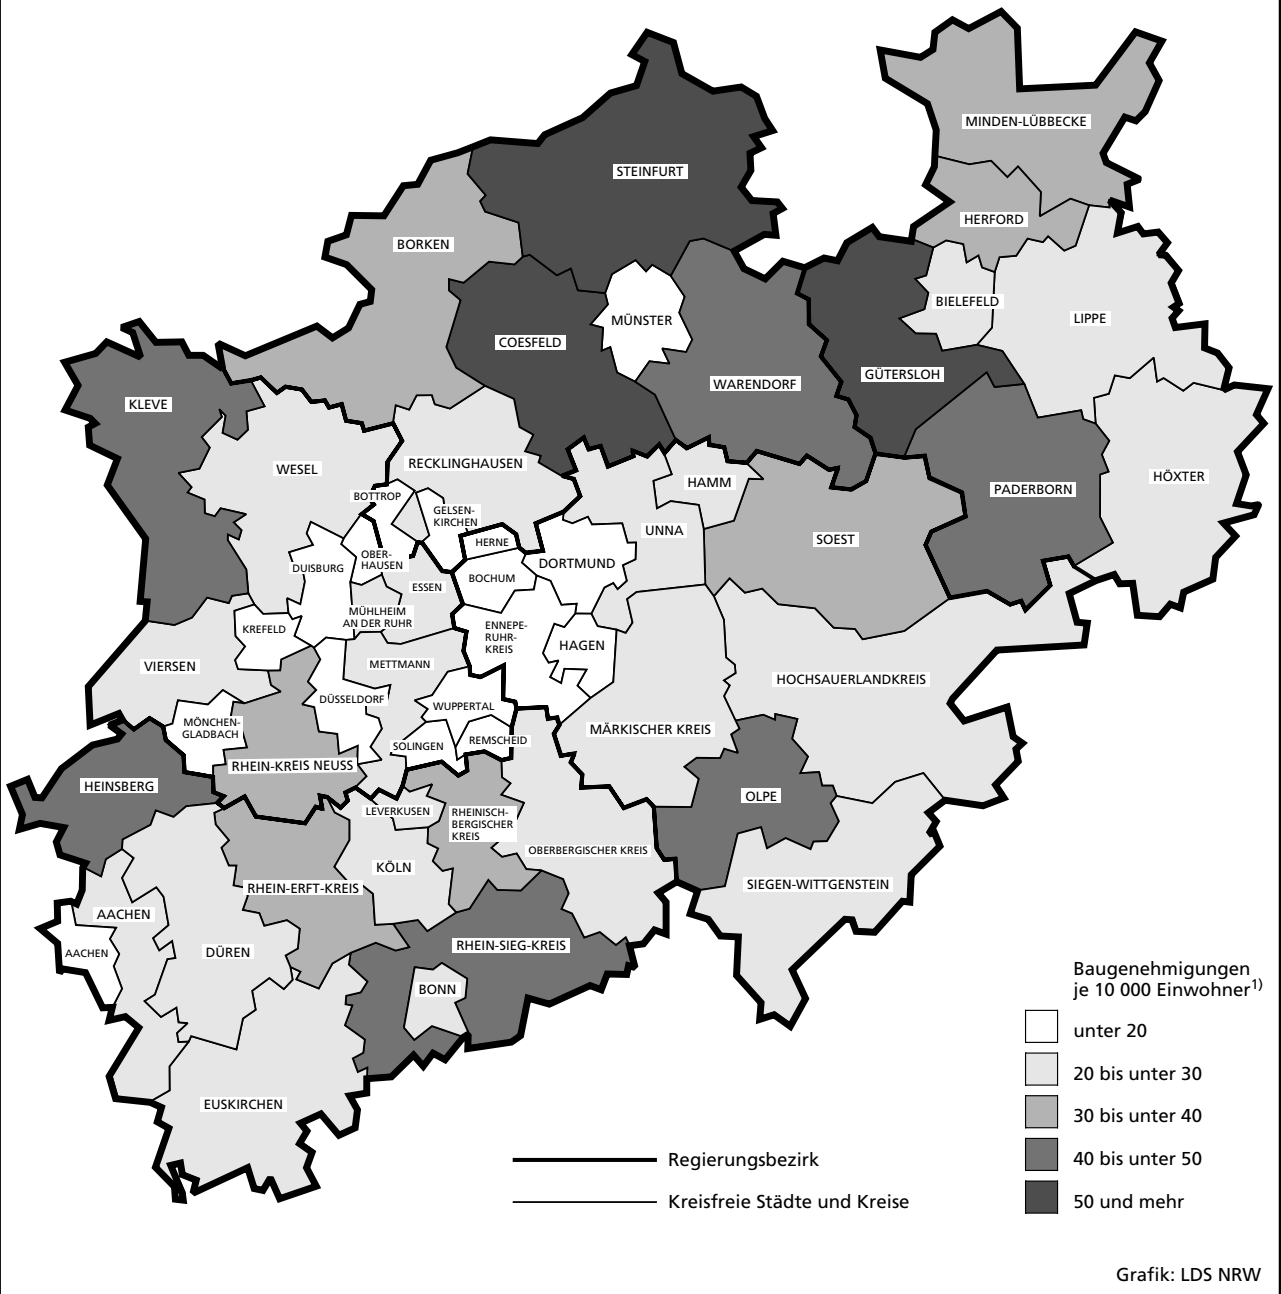 MINDEN-LÜBBECKE
STEINFURT
HERFORD
BORKEN
BIELEFELD
LIPPE
MÜNSTER
COESFELD
GÜTERSLOH
WARENDORF
KLEVE
RECKLINGHAUSEN
WESEL
HÖXTER
HAMM
PADERBORN
BOTTROP
GELSEN-
KIRCHEN
UNNA
SOEST
HERNE
OBER-
HAUSEN
DORTMUND
DUISBURG
BOCHUM
ESSEN
MÜHLHEIM
AN DER RUHR
KREFELD
ENNEPE-
RUHR-
KREIS
HAGEN
VIERSEN
METTMANN
HOCHSAUERLANDKREIS
DÜSSELDORF
WUPPERTAL
MÖNCHEN-
GLADBACH
MÄRKISCHER KREIS
SOLINGEN
REMSCHEID
RHEIN-KREIS NEUSS
HEINSBERG
OLPE
LEVERKUSEN
RHEINISCH-
BERGISCHER
KREIS
OBERBERGISCHER KREIS
KÖLN
RHEIN-ERFT-KREIS
SIEGEN-WITTGENSTEIN
AACHEN
RHEIN-SIEG-KREIS
AACHEN
DÜREN
BONN
EUSKIRCHEN
Baugenehmigungen
je 10 000 Einwohner1)
unter 20
20 bis unter 30
30 bis unter 40
40 bis unter 50
50 und mehr
Regierungsbezirk
Kreisfreie Städte und Kreise
Grafik: LDS NRW